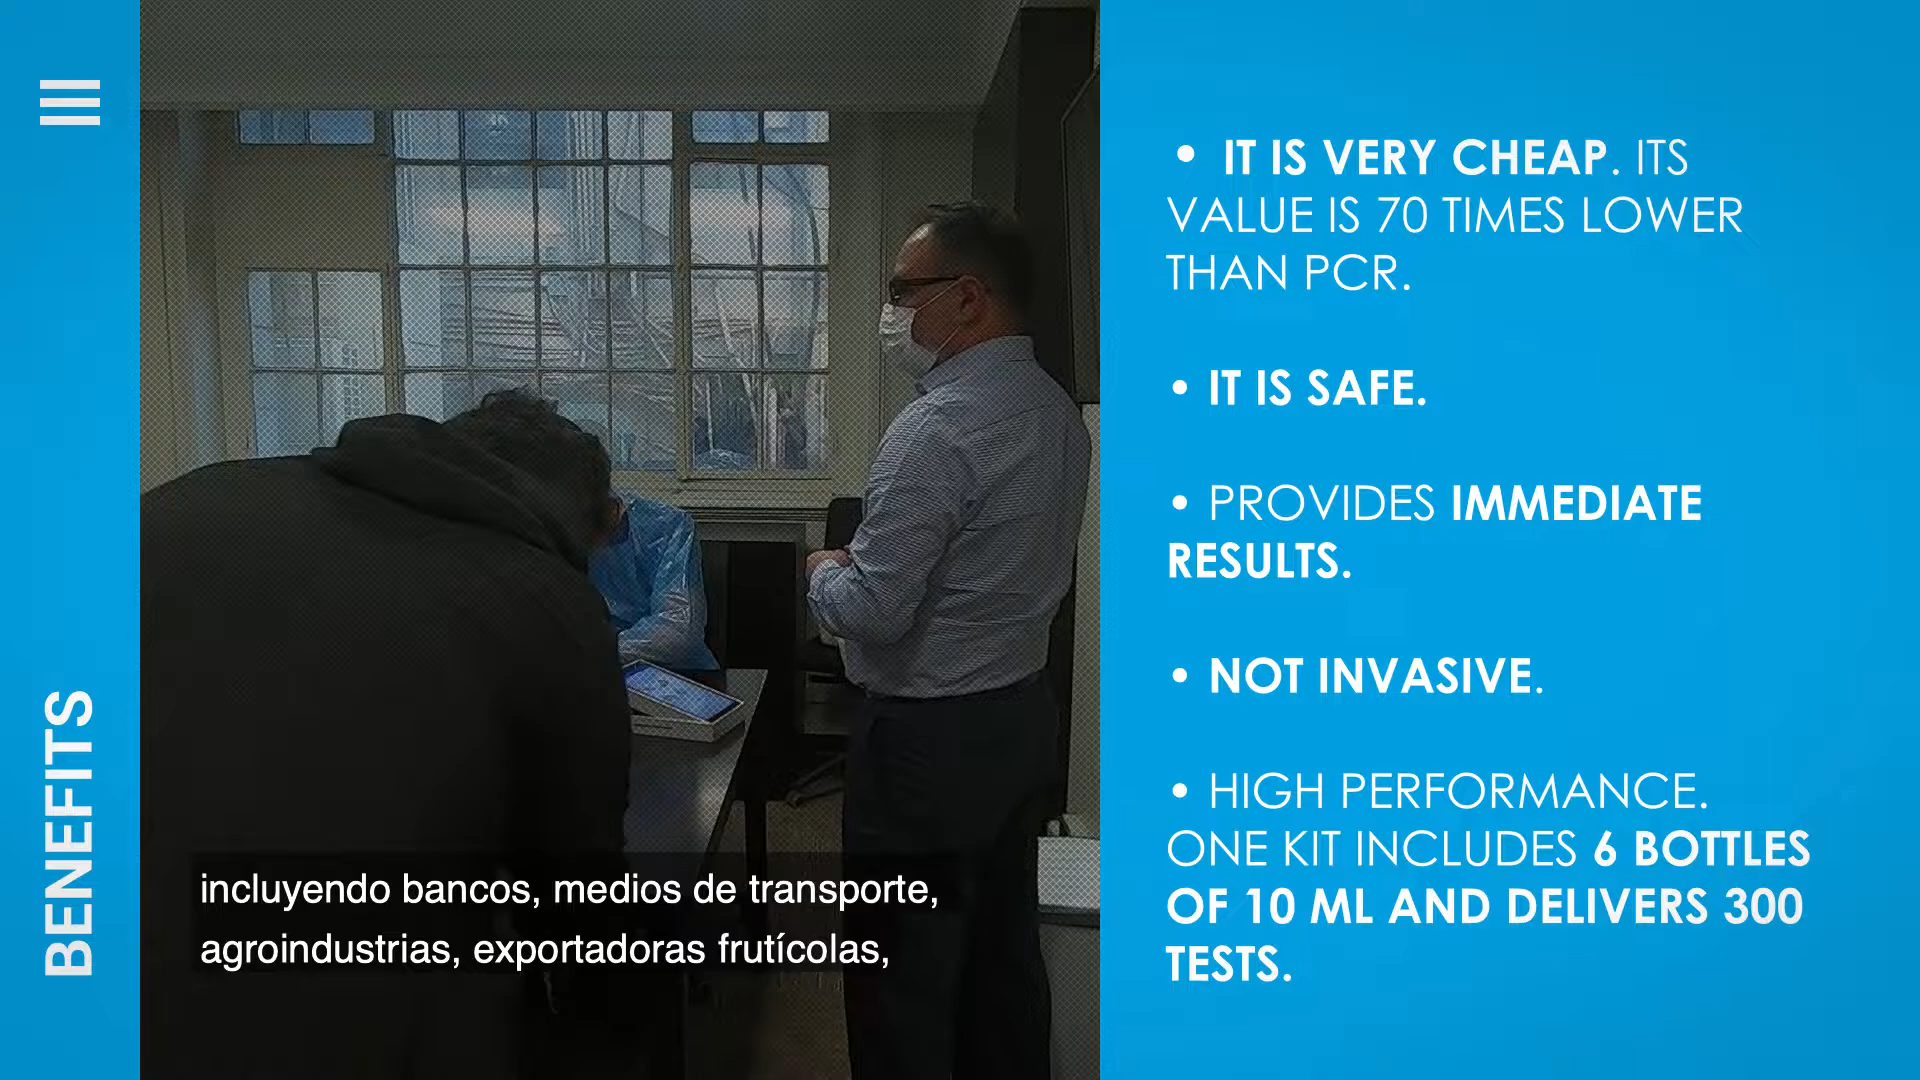 BENEFITS
incluyendo bancos, medios de transporte,
agroindustrias, exportadoras frutícolas,
• IT IS VERY CHEAP. ITS
VALUE IS 70 TIMES LOWER
THAN PCR.
• IT IS SAFE.
• PROVIDES IMMEDIATE
RESULTS.
• NOT INVASIVE.
• HIGH PERFORMANCE.
ONE KIT INCLUDES 6 BOTTLES
OF 10 ML AND DELIVERS 300
TESTS.